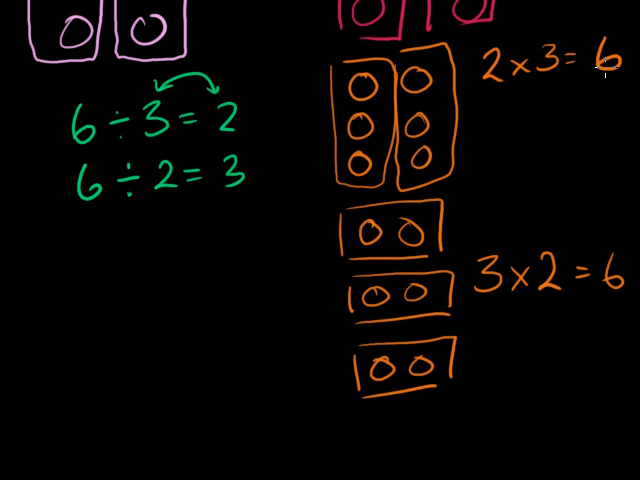 2 × 3 = 6
6 ÷ 3 = 2
6 ÷ 2 = 3
3 × 2 = 6